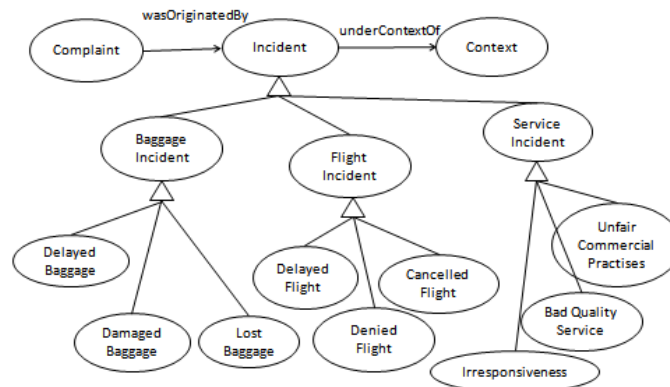 wasOriginatedBy
underContextOf
Complaint
Incident
Context
Baggage
Incident
Flight
Incident
Service
Incident
Delayed
Baggage
Damaged
Baggage
Lost
Baggage
Delayed
Flight
Denied
Flight
Cancelled
Flight
Unfair
Commercial
Practises
Bad Quality
Service
Irresponsiveness